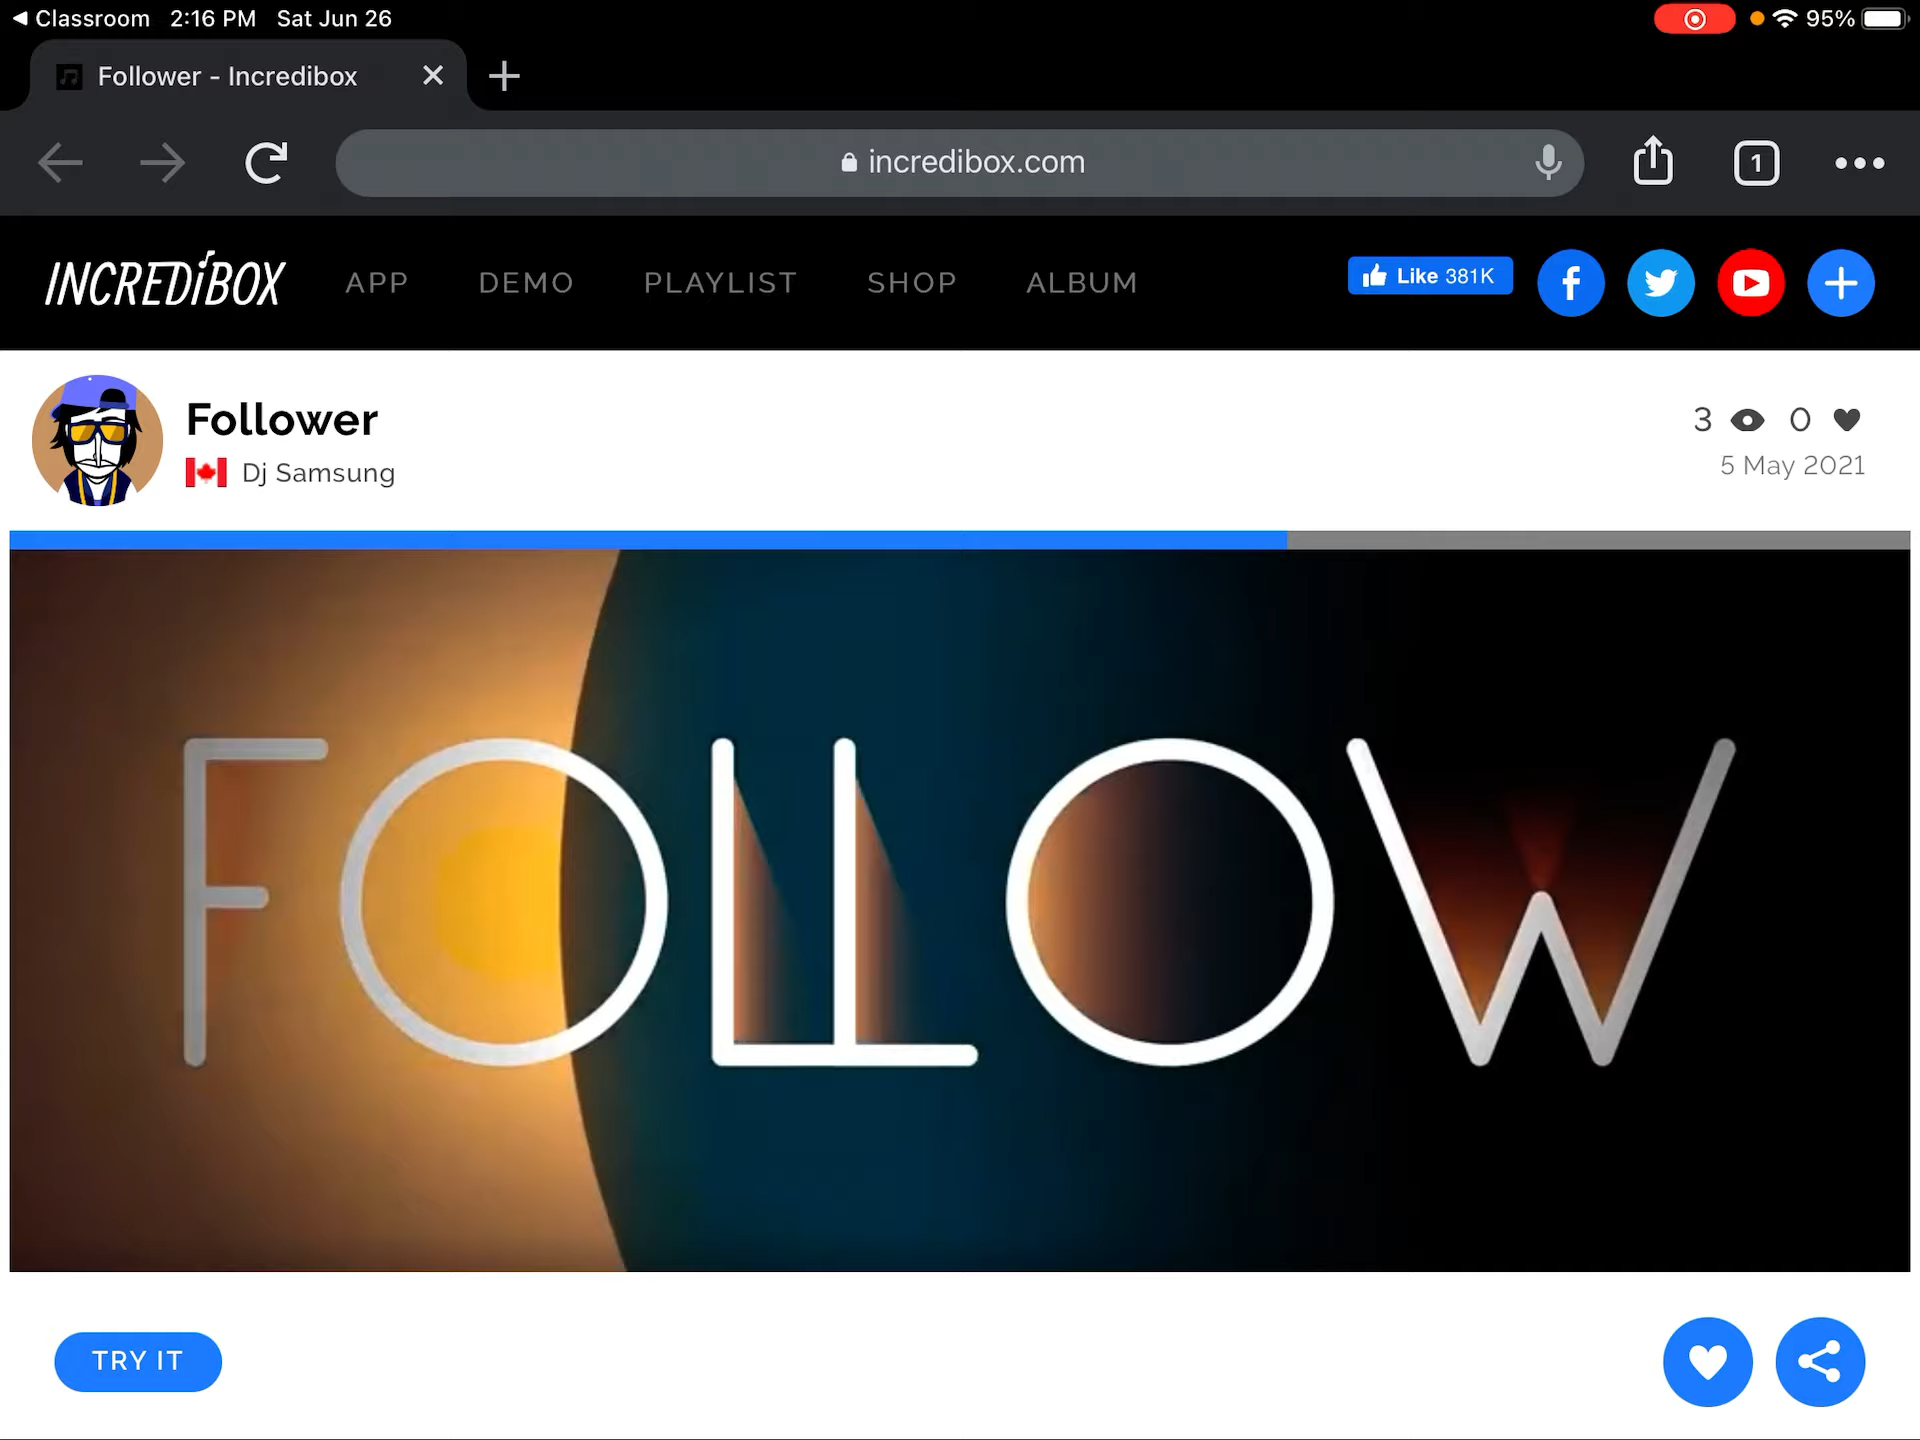 Classroom 2:16 PM Sat Jun 26 95%
Follower - Incredibox
incredibox.com 1
INCREDIBOX APP DEMO PLAYLIST SHOP ALBUM Like 381K
Follower 3 0
Dj Samsung 5 May 2021
FOLLOW
TRY IT